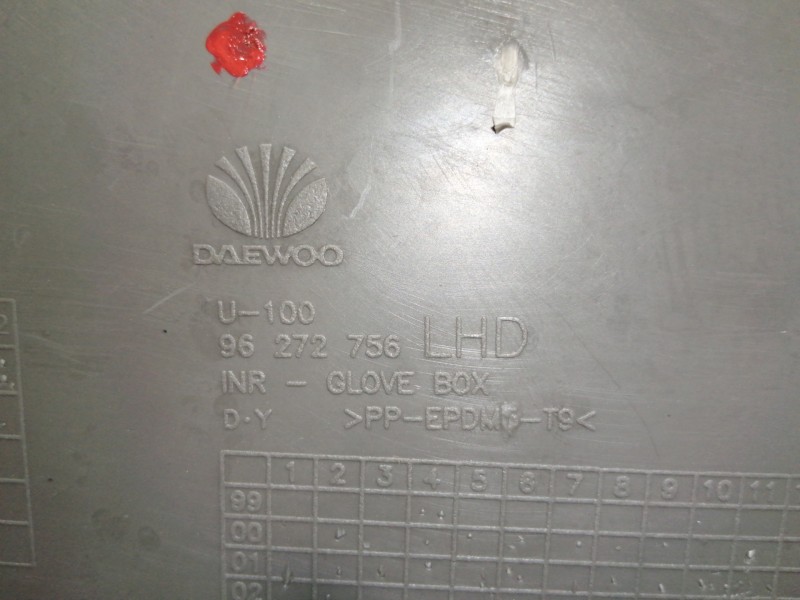 DAEWOO
U-100
96 272 756 LHD
INR - GLOVE BOX
D·Y >PP-EPDM -T9<
1 2 3 4 5 6 7 8 9 10 11
99
00
01
02